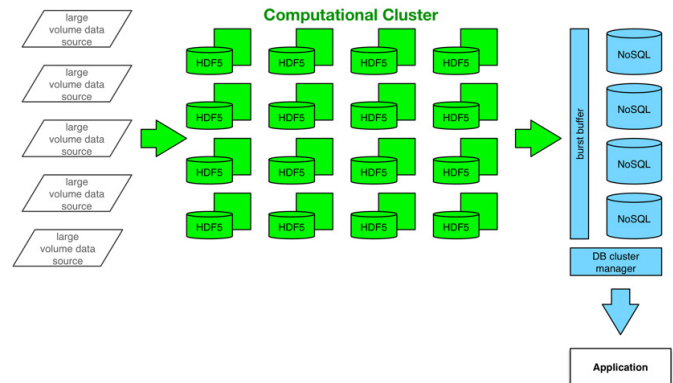 Computational Cluster
large
volume data
source
large
volume data
source
large
volume data
source
large
volume data
source
large
volume data
source
HDF5 HDF5 HDF5 HDF5
HDF5 HDF5 HDF5 HDF5
HDF5 HDF5 HDF5 HDF5
HDF5 HDF5 HDF5 HDF5
burst buffer
NoSQL
NoSQL
NoSQL
NoSQL
DB cluster
manager
Application